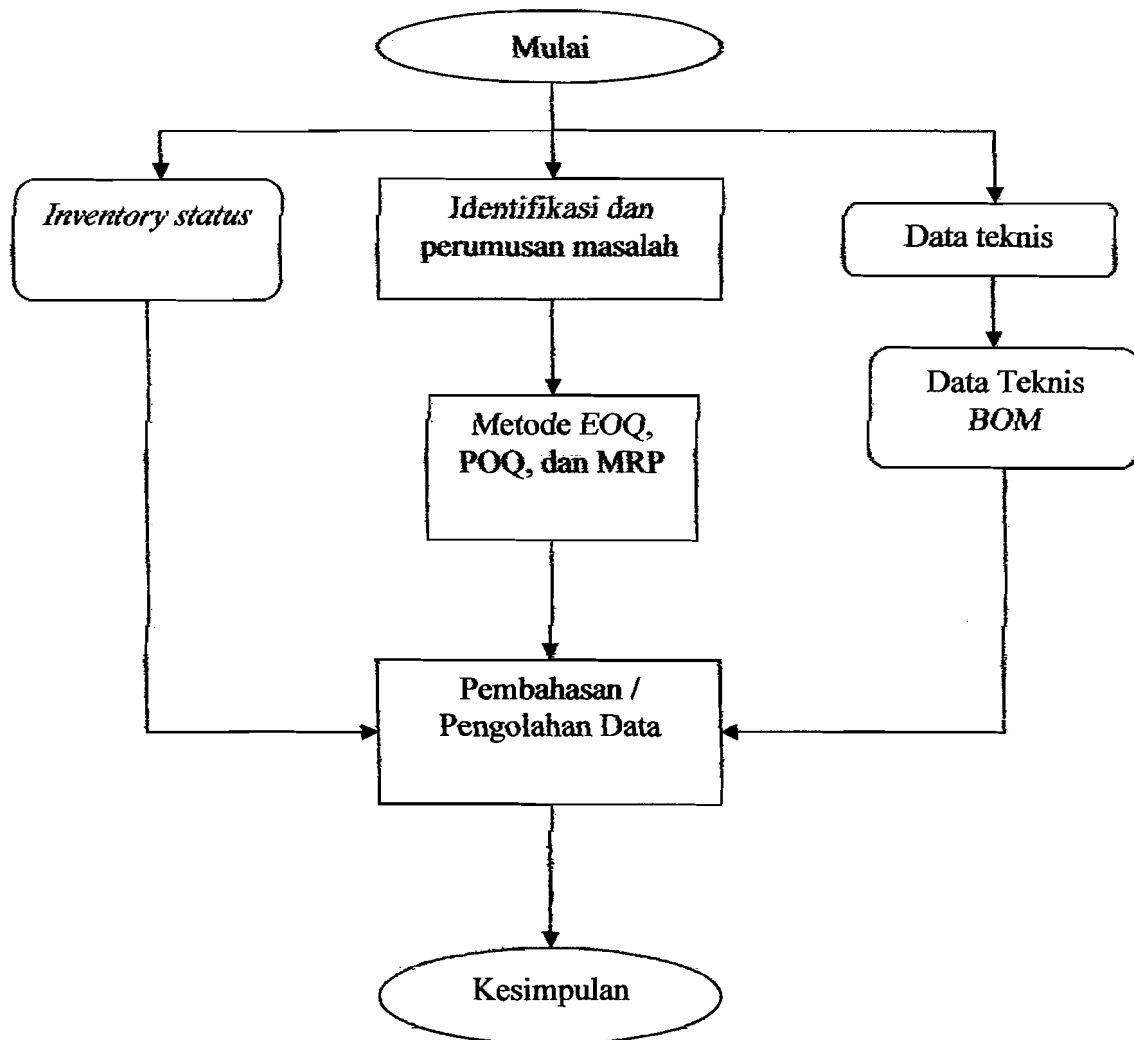 Mulai
Inventory status
Identifikasi dan
perumusan masalah
Data teknis
Data Teknis
BOM
Metode EOQ,
POQ, dan MRP
Pembahasan /
Pengolahan Data
Kesimpulan